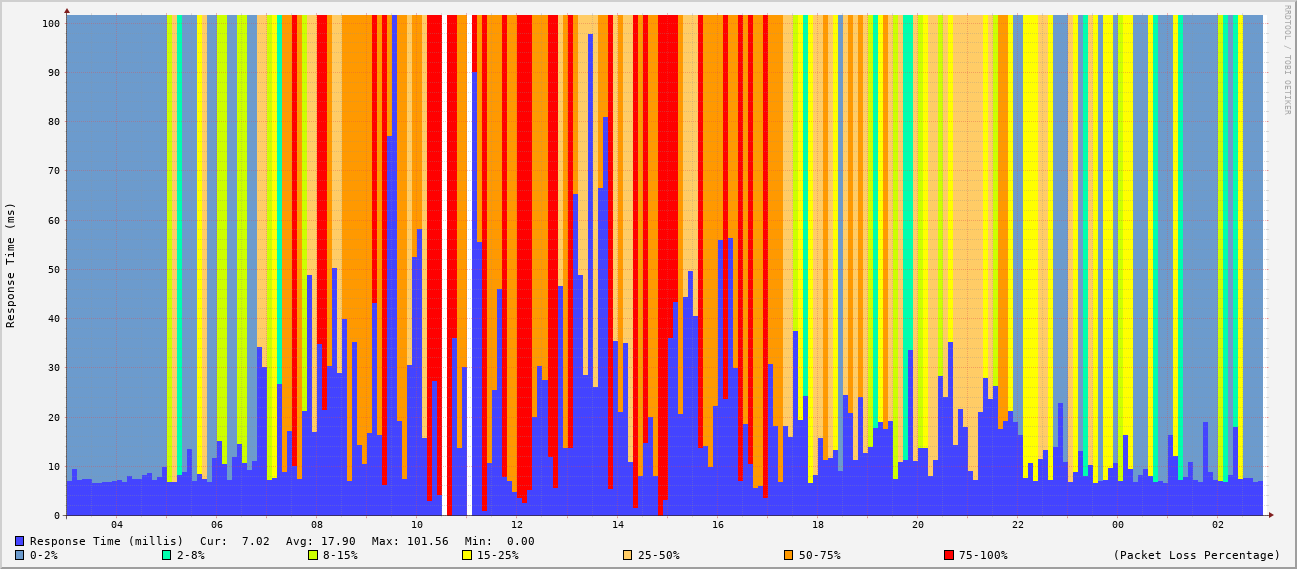 RRDTOOL / TOBI OETIKER
Response Time (ms)
100
90
80
70
60
50
40
30
20
10
0
04 06 08 10 12 14 16 18 20 22 00 02
Response Time (millis) Cur: 7.02 Avg: 17.90 Max: 101.56 Min: 0.00
0-2% 2-8% 8-15% 15-25% 25-50% 50-75% 75-100% (Packet Loss Percentage)